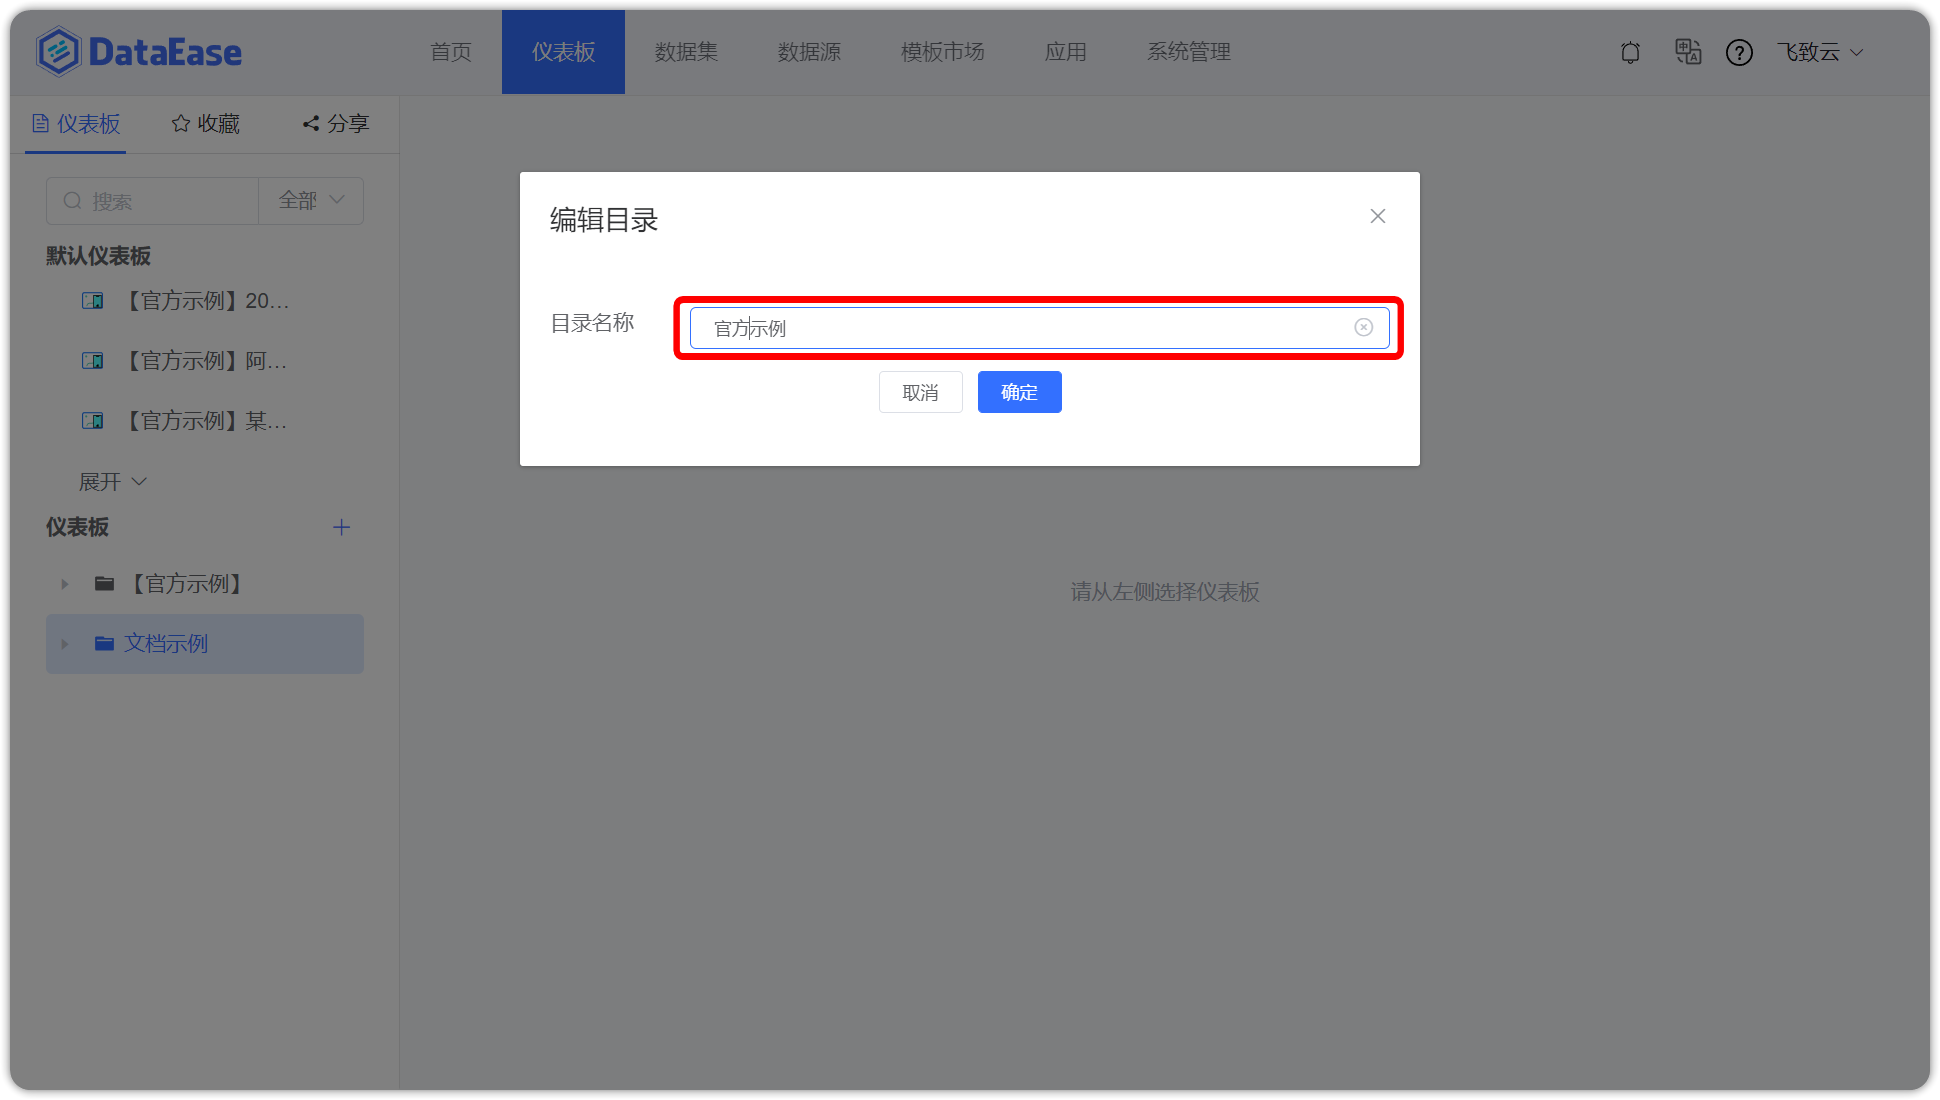 DataEase
首页
仪表板
数据集
数据源
模板市场
应用
系统管理
飞致云
仪表板
收藏
分享
搜索
全部
默认仪表板
【官方示例】20...
【官方示例】阿...
【官方示例】某...
展开
仪表板
【官方示例】
文档示例
编辑目录
目录名称
官方示例
取消
确定
请从左侧选择仪表板